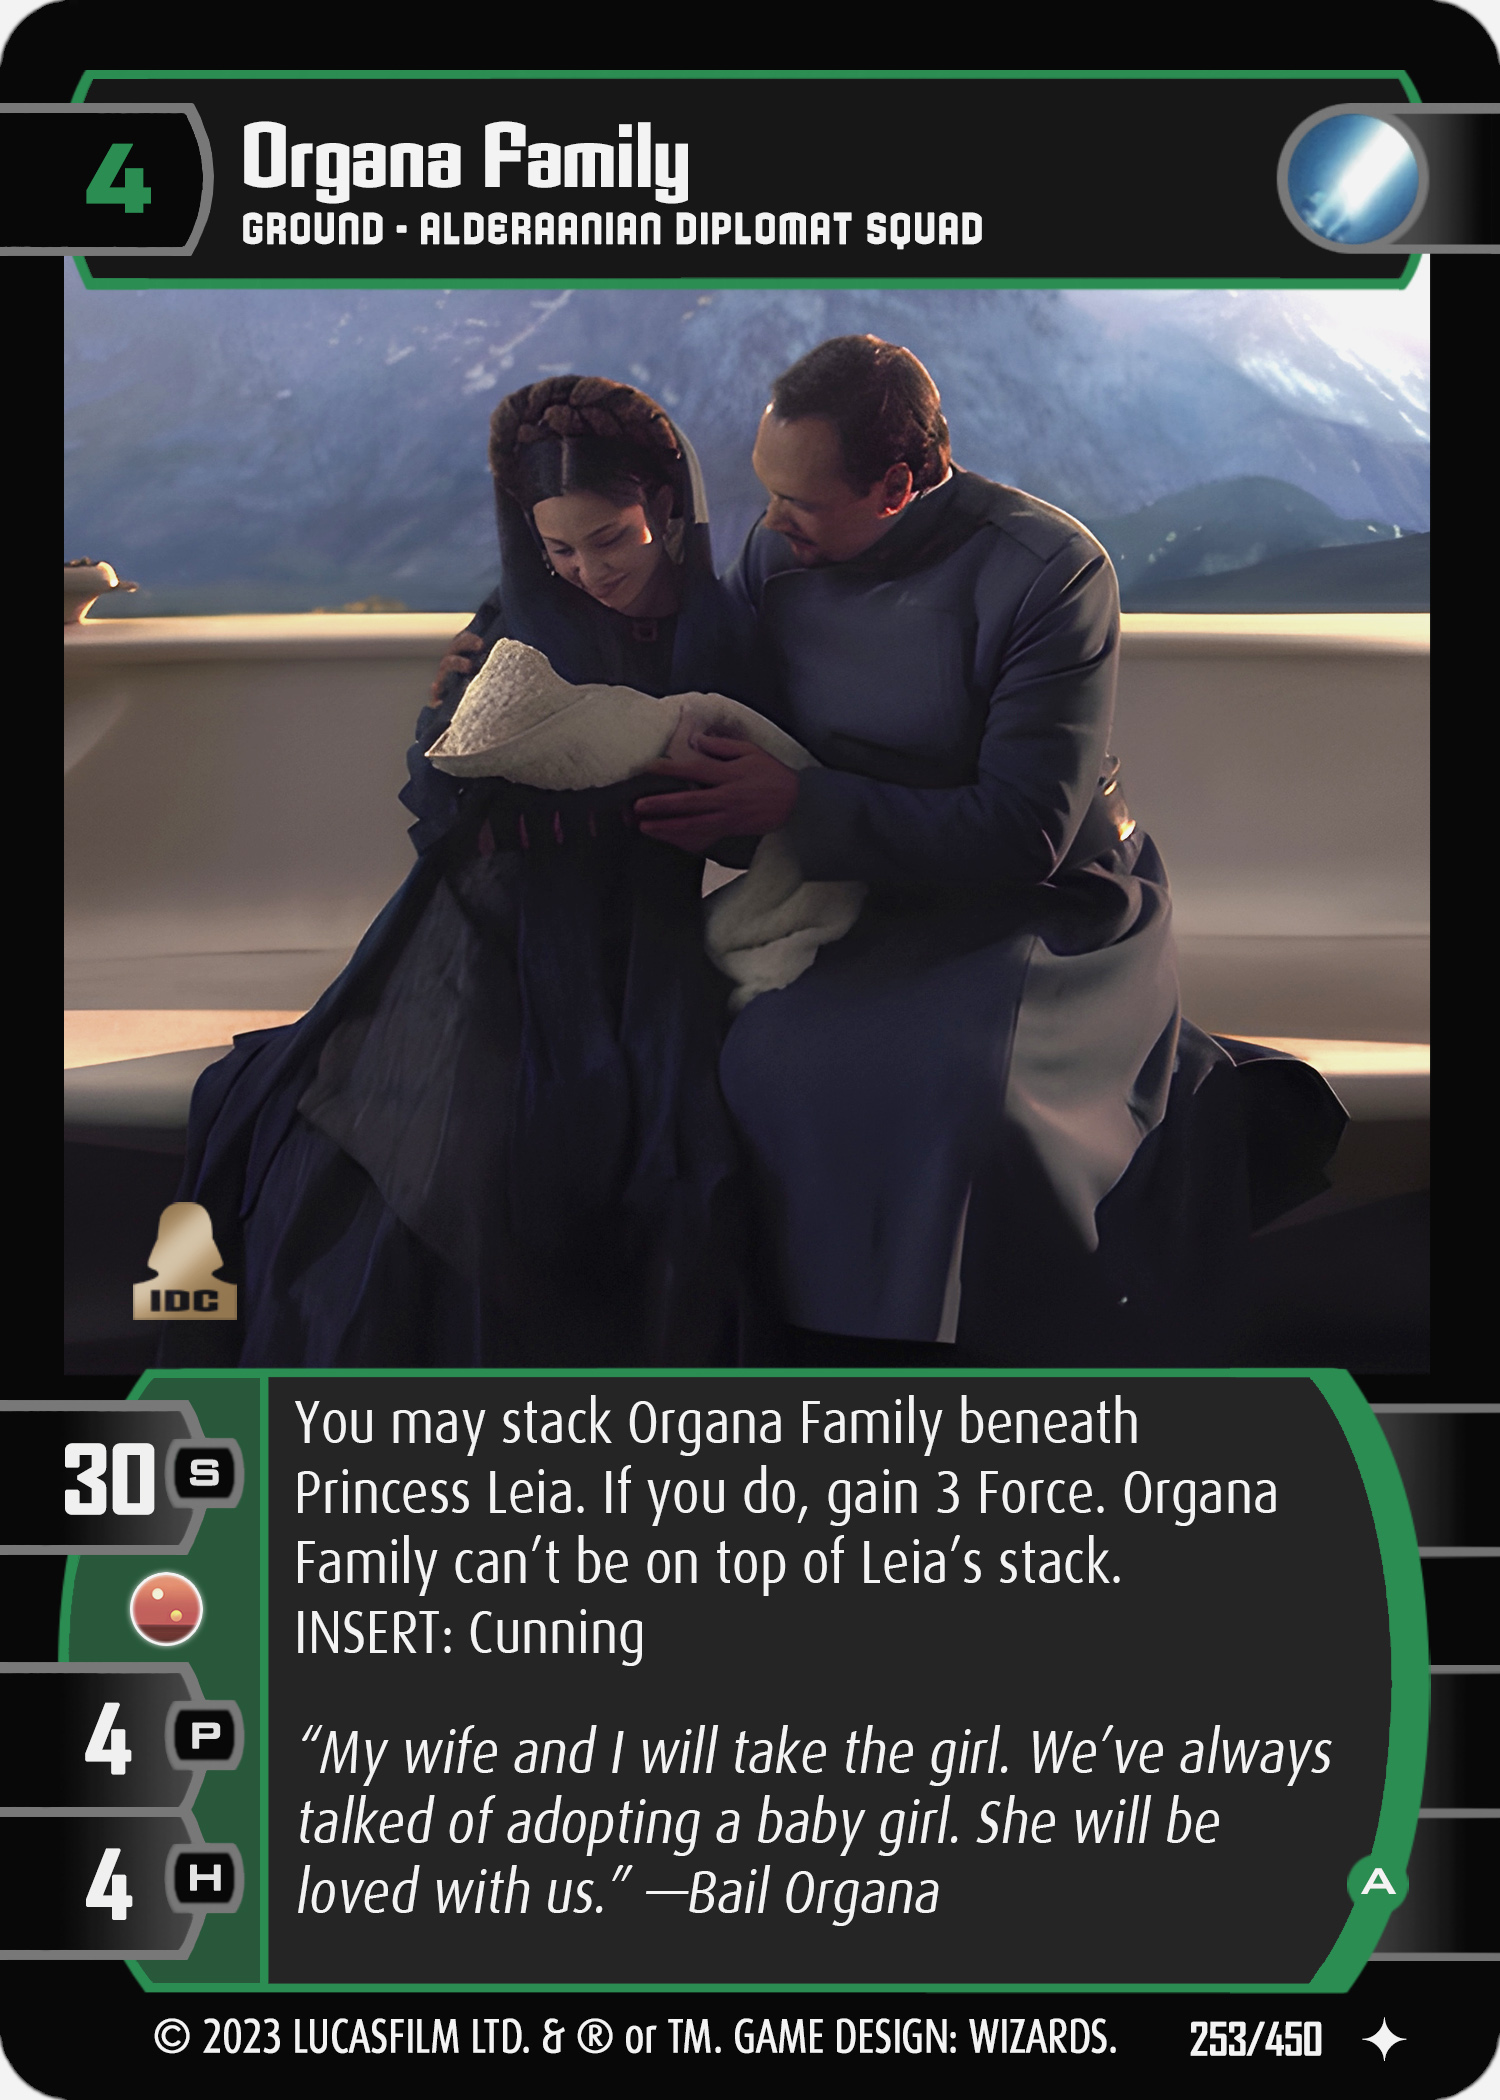 4
Organa Family
GROUND - ALDERAANIAN DIPLOMAT SQUAD
IDC
30 S
4 P
4 H
You may stack Organa Family beneath
Princess Leia. If you do, gain 3 Force. Organa
Family can’t be on top of Leia’s stack.
INSERT: Cunning
“My wife and I will take the girl. We’ve always
talked of adopting a baby girl. She will be
loved with us.” —Bail Organa
A
© 2023 LUCASFILM LTD. & ® or TM. GAME DESIGN: WIZARDS.
253/450